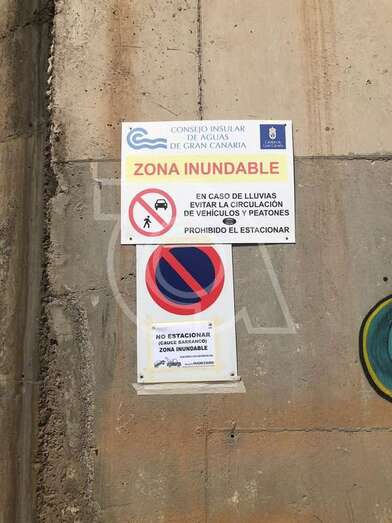 CONSEJO INSULAR
DE AGUAS
DE GRAN CANARIA
ZONA INUNDABLE
EN CASO DE LLUVIAS
EVITAR LA CIRCULACIÓN
DE VEHÍCULOS Y PEATONES
PROHIBIDO EL ESTACIONAR
NO ESTACIONAR
(CAUCE BARRANCO)
ZONA INUNDABLE